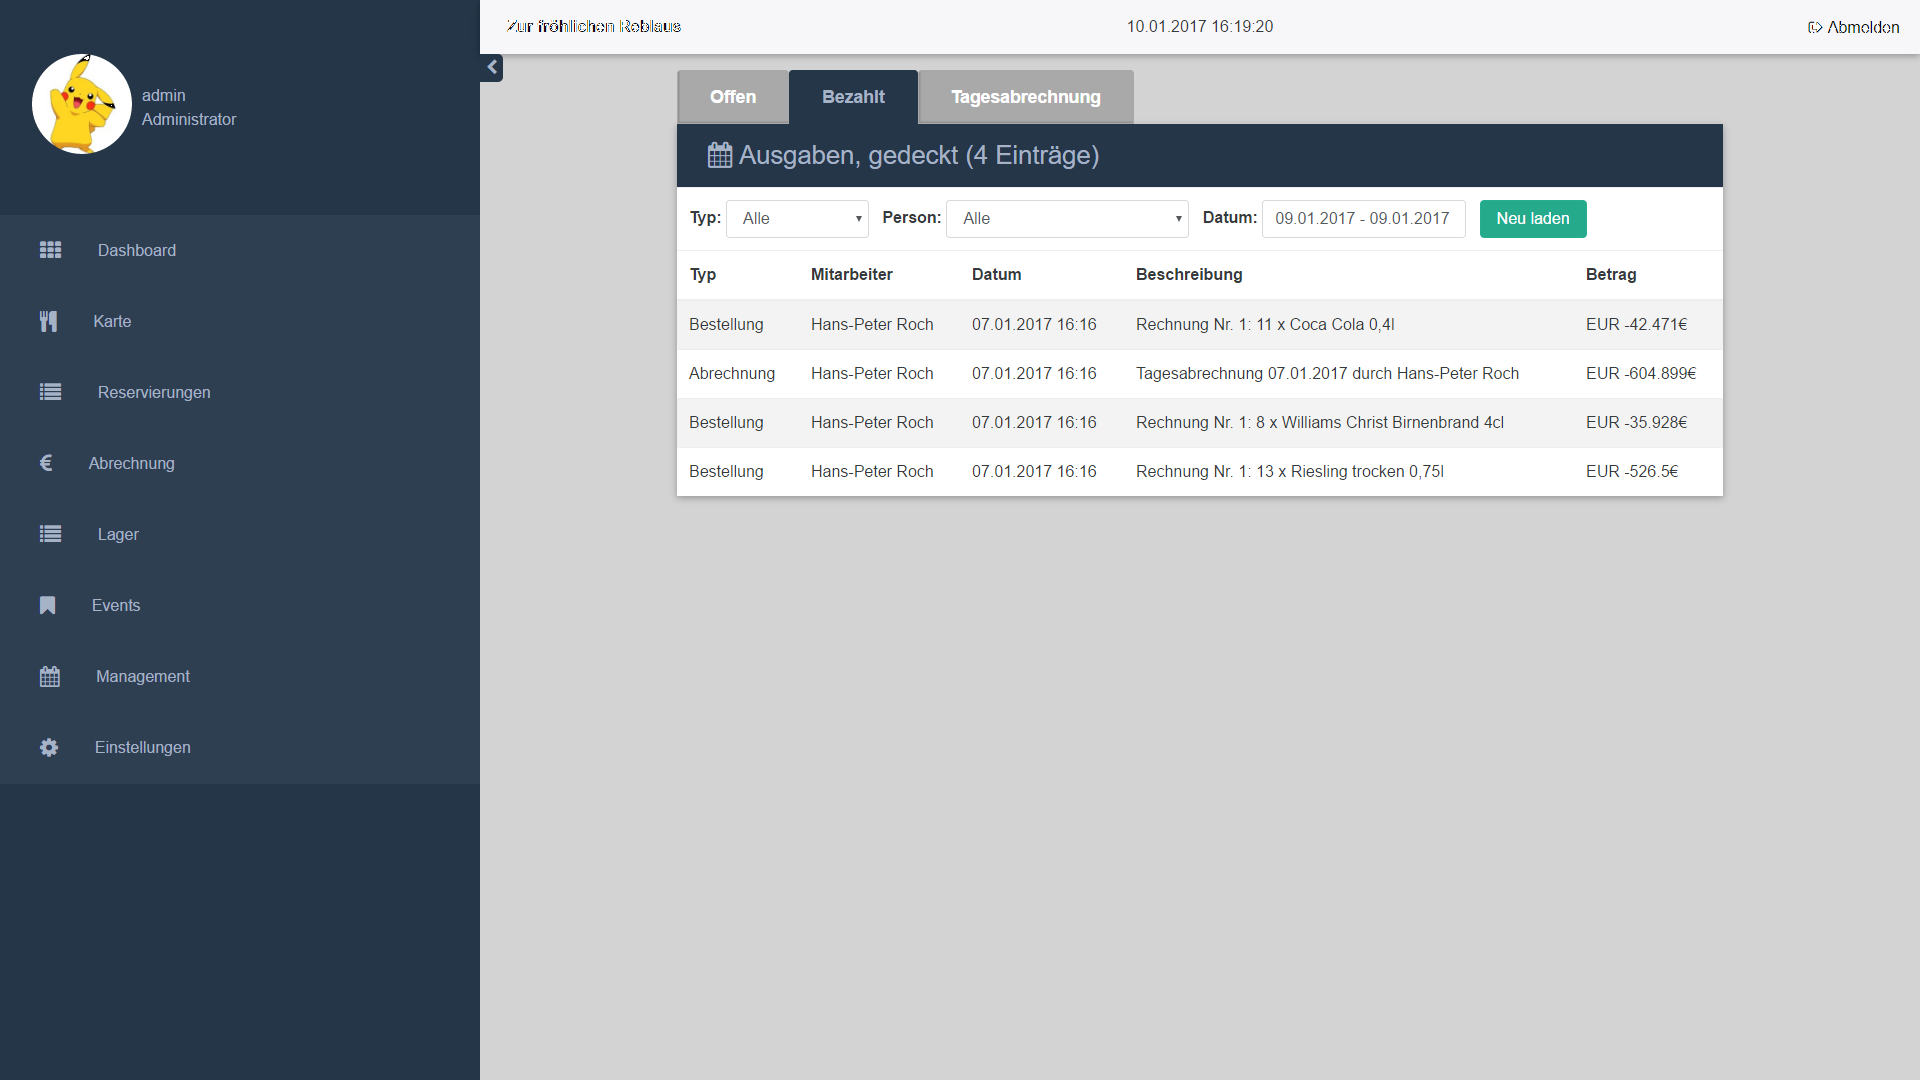 Zur fröhlichen Reblaus
10.01.2017 16:19:20
Abmelden
admin
Administrator
Dashboard
Karte
Reservierungen
Abrechnung
Lager
Events
Management
Einstellungen
Offen Bezahlt Tagesabrechnung
Ausgaben, gedeckt (4 Einträge)
Typ: Alle Person: Alle Datum: 09.01.2017 - 09.01.2017 Neu laden
Typ Mitarbeiter Datum Beschreibung Betrag
Bestellung Hans-Peter Roch 07.01.2017 16:16 Rechnung Nr. 1: 11 x Coca Cola 0,4l EUR -42.471€
Abrechnung Hans-Peter Roch 07.01.2017 16:16 Tagesabrechnung 07.01.2017 durch Hans-Peter Roch EUR -604.899€
Bestellung Hans-Peter Roch 07.01.2017 16:16 Rechnung Nr. 1: 8 x Williams Christ Birnenbrand 4cl EUR -35.928€
Bestellung Hans-Peter Roch 07.01.2017 16:16 Rechnung Nr. 1: 13 x Riesling trocken 0,75l EUR -526.5€